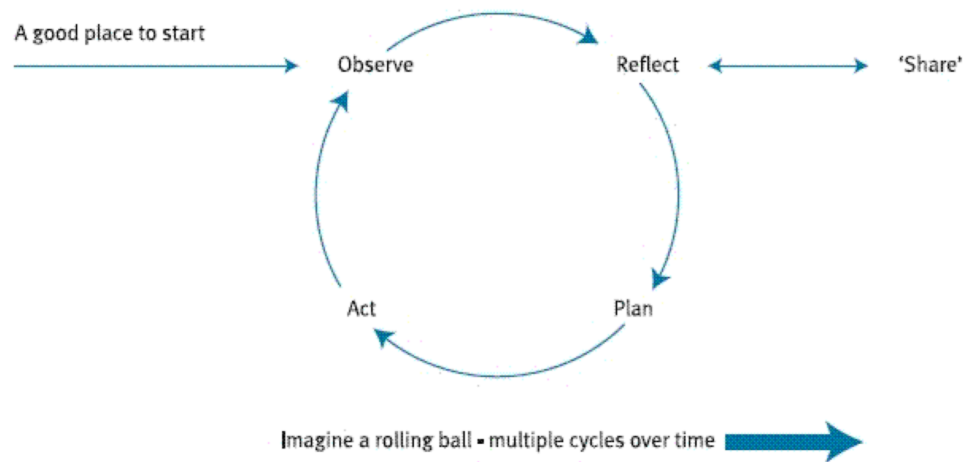 A good place to start
Observe
Reflect
‘Share’
Act
Plan
Imagine a rolling ball - multiple cycles over time